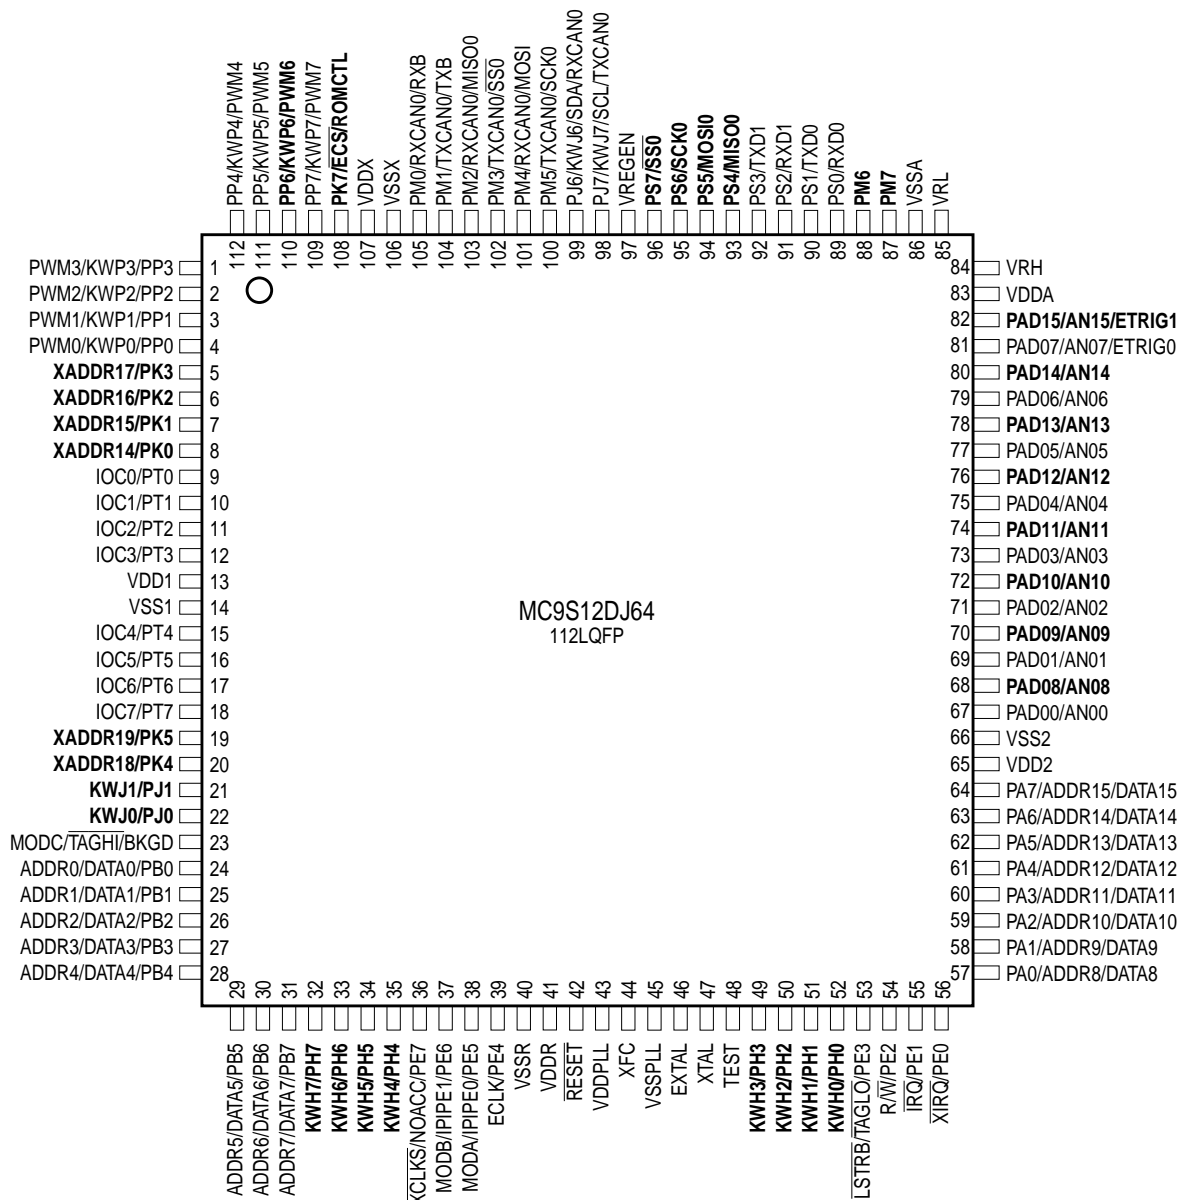 PP4/KWP4/PWM4
PP5/KWP5/PWM5
PP6/KWP6/PWM6
PP7/KWP7/PWM7
PK7/ECS/ROMCTL
VDDX
VSSX
PM0/RXCAN0/RXB
PM1/TXCAN0/TXB
PM2/RXCAN0/MISO0
PM3/TXCAN0/SS0
PM4/RXCAN0/MOSI
PM5/TXCAN0/SCK0
PJ6/KWJ6/SDA/RXCAN0
PJ7/KWJ7/SCL/TXCAN0
VREGEN
PS7/SS0
PS6/SCK0
PS5/MOSI0
PS4/MISO0
PS3/TXD1
PS2/RXD1
PS1/TXD0
PS0/RXD0
PM6
PM7
VSSA
VRL
112
111
110
109
108
107
106
105
104
103
102
101
100
99
98
97
96
95
94
93
92
91
90
89
88
87
86
85
PWM3/KWP3/PP3 1
PWM2/KWP2/PP2 2
PWM1/KWP1/PP1 3
PWM0/KWP0/PP0 4
XADDR17/PK3 5
XADDR16/PK2 6
XADDR15/PK1 7
XADDR14/PK0 8
IOC0/PT0 9
IOC1/PT1 10
IOC2/PT2 11
IOC3/PT3 12
VDD1 13
VSS1 14
IOC4/PT4 15
IOC5/PT5 16
IOC6/PT6 17
IOC7/PT7 18
XADDR19/PK5 19
XADDR18/PK4 20
KWJ1/PJ1 21
KWJ0/PJ0 22
MODC/TAGHI/BKGD 23
ADDR0/DATA0/PB0 24
ADDR1/DATA1/PB1 25
ADDR2/DATA2/PB2 26
ADDR3/DATA3/PB3 27
ADDR4/DATA4/PB4 28
MC9S12DJ64
112LQFP
84 VRH
83 VDDA
82 PAD15/AN15/ETRIG1
81 PAD07/AN07/ETRIG0
80 PAD14/AN14
79 PAD06/AN06
78 PAD13/AN13
77 PAD05/AN05
76 PAD12/AN12
75 PAD04/AN04
74 PAD11/AN11
73 PAD03/AN03
72 PAD10/AN10
71 PAD02/AN02
70 PAD09/AN09
69 PAD01/AN01
68 PAD08/AN08
67 PAD00/AN00
66 VSS2
65 VDD2
64 PA7/ADDR15/DATA15
63 PA6/ADDR14/DATA14
62 PA5/ADDR13/DATA13
61 PA4/ADDR12/DATA12
60 PA3/ADDR11/DATA11
59 PA2/ADDR10/DATA10
58 PA1/ADDR9/DATA9
57 PA0/ADDR8/DATA8
29
30
31
32
33
34
35
36
37
38
39
40
41
42
43
44
45
46
47
48
49
50
51
52
53
54
55
56
ADDR5/DATA5/PB5
ADDR6/DATA6/PB6
ADDR7/DATA7/PB7
KWH7/PH7
KWH6/PH6
KWH5/PH5
KWH4/PH4
XCLKS/NOACC/PE7
MODB/IPIPE1/PE6
MODA/IPIPE0/PE5
ECLK/PE4
VSSR
VDDR
RESET
VDDPLL
XFC
VSSPLL
EXTAL
XTAL
TEST
KWH3/PH3
KWH2/PH2
KWH1/PH1
KWH0/PH0
LSTRB/TAGLO/PE3
R/W/PE2
IRQ/PE1
XIRQ/PE0